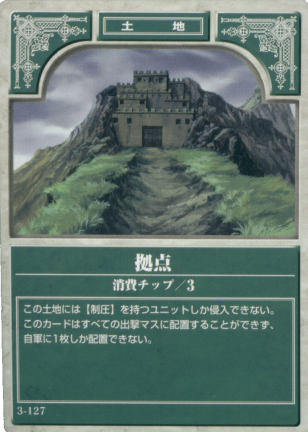 土地
拠点
消費チップ／3
この土地には【制圧】を持つユニットしか侵入できない。
このカードはすべての出撃マスに配置することができず、
自軍に1枚しか配置できない。
3-127